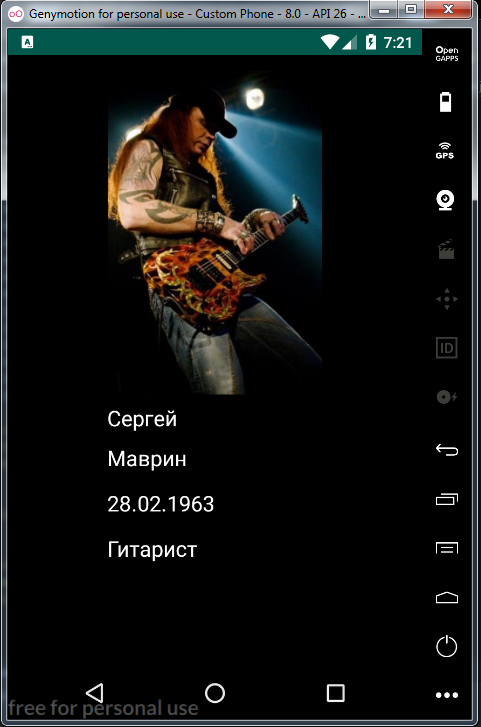 Genymotion for personal use - Custom Phone - 8.0 - API 26 - ...
A
7:21
Open
GAPPS
GPS
ID
Сергей
Маврин
28.02.1963
Гитарист
free for personal use